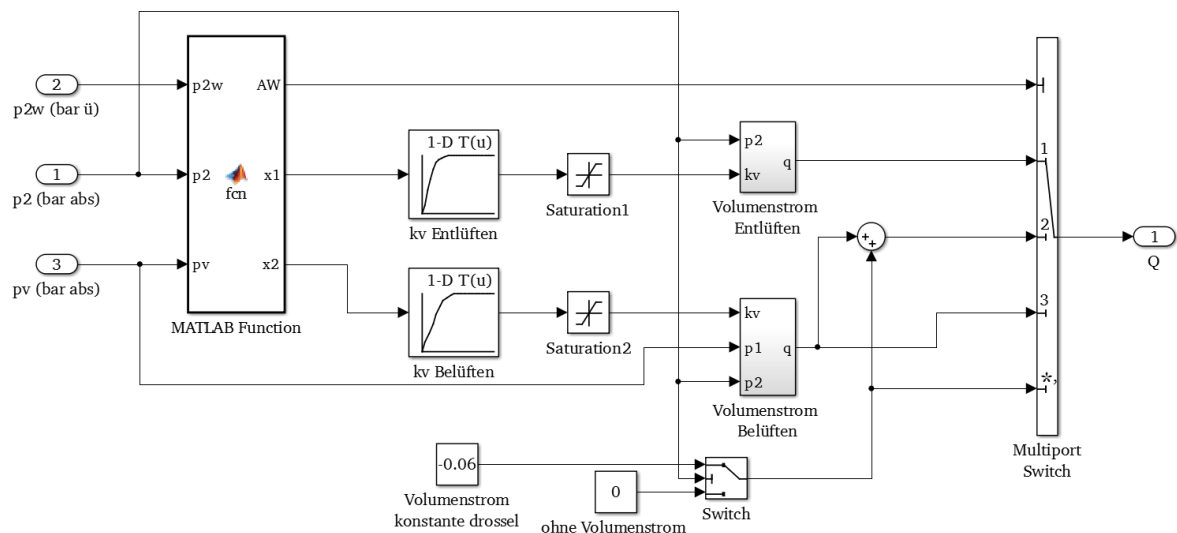 2
p2w (bar ü)
1
p2 (bar abs)
3
pv (bar abs)
p2w
AW
p2
fcn
x1
pv
x2
MATLAB Function
1-D T(u)
kv Entlüften
Saturation1
1-D T(u)
kv Belüften
Saturation2
p2
kv
q
Volumenstrom
Entlüften
kv
p1
p2
q
Volumenstrom
Belüften
++
-0.06
Volumenstrom
konstante drossel
0
ohne Volumenstrom
Switch
1
2
3
*,
Multiport
Switch
1
Q